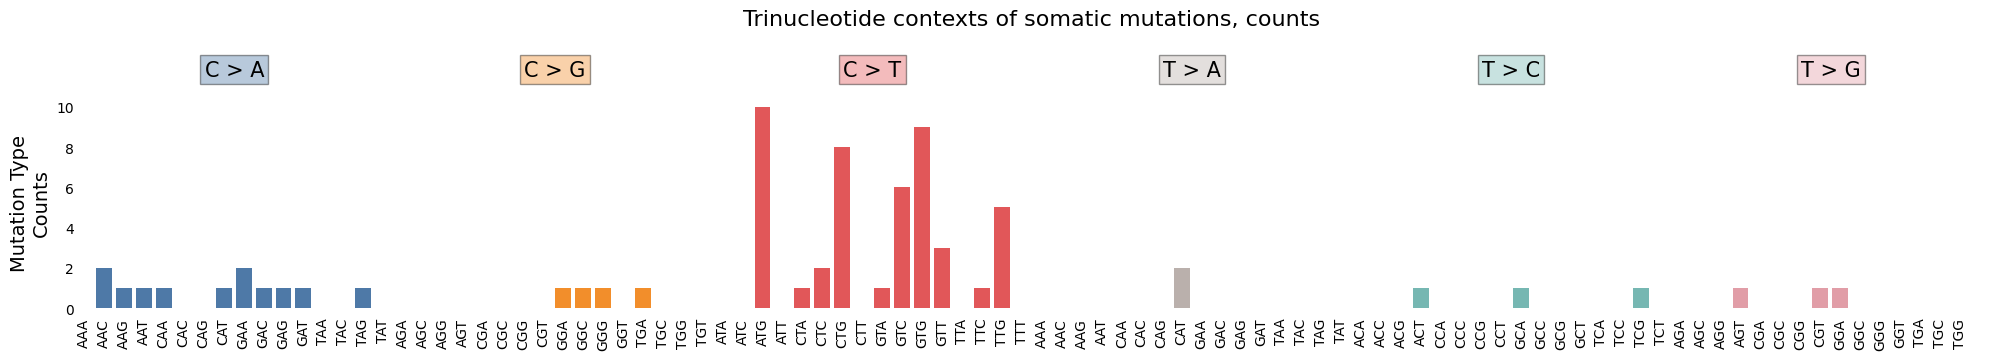 Trinucleotide contexts of somatic mutations, counts
C > A C > G C > T T > A T > C T > G
Mutation Type
Counts
10
8
6
4
2
0
AAA AAC AAG AAT CAA CAC CAG CAT GAA GAC GAG GAT TAA TAC TAG TAT AGA AGC AGG AGT CGA CGC CGG CGT GGA GGC GGG GGT TGA TGC TGG TGT ATA ATC ATG ATT CTA CTC CTG CTT GTA GTC GTG GTT TTA TTC TTG TTT AAA AAC AAG AAT CAA CAC CAG CAT GAA GAC GAG GAT TAA TAC TAG TAT ACA ACC ACG ACT CCA CCC CCG CCT GCA GCC GCG GCT TCA TCC TCG TCT AGA AGC AGG AGT CGA CGC CGG CGT GGA GGC GGG GGT TGA TGC TGG